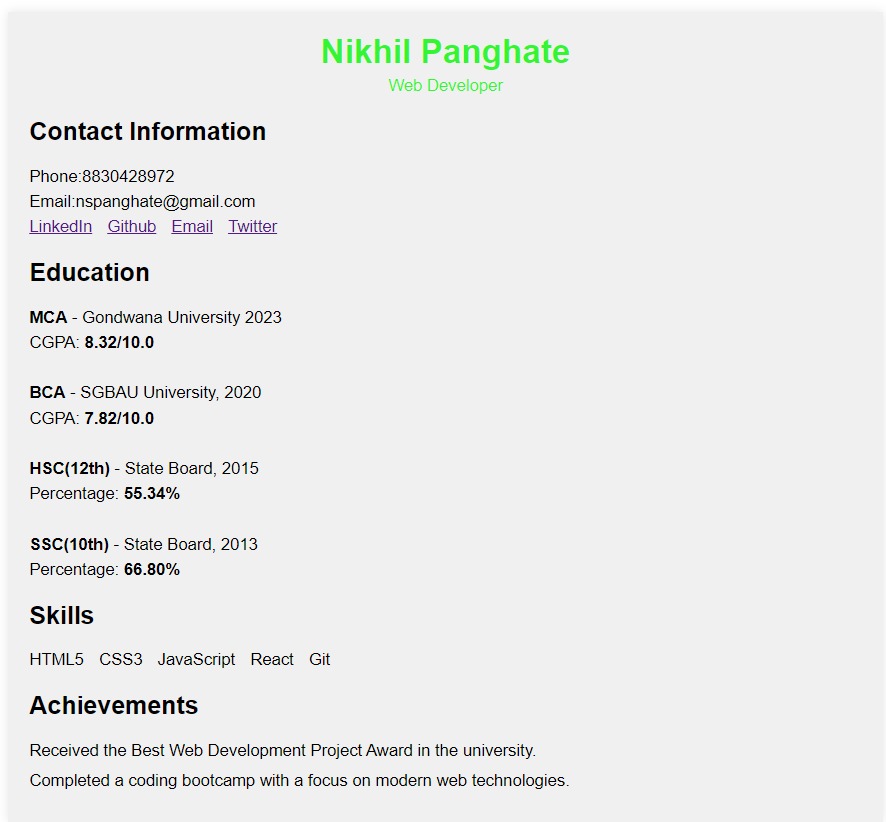 Nikhil Panghate
Web Developer
Contact Information
Phone:8830428972
Email:nspanghate@gmail.com
LinkedIn Github Email Twitter
Education
MCA - Gondwana University 2023
CGPA: 8.32/10.0
BCA - SGBAU University, 2020
CGPA: 7.82/10.0
HSC(12th) - State Board, 2015
Percentage: 55.34%
SSC(10th) - State Board, 2013
Percentage: 66.80%
Skills
HTML5 CSS3 JavaScript React Git
Achievements
Received the Best Web Development Project Award in the university.
Completed a coding bootcamp with a focus on modern web technologies.